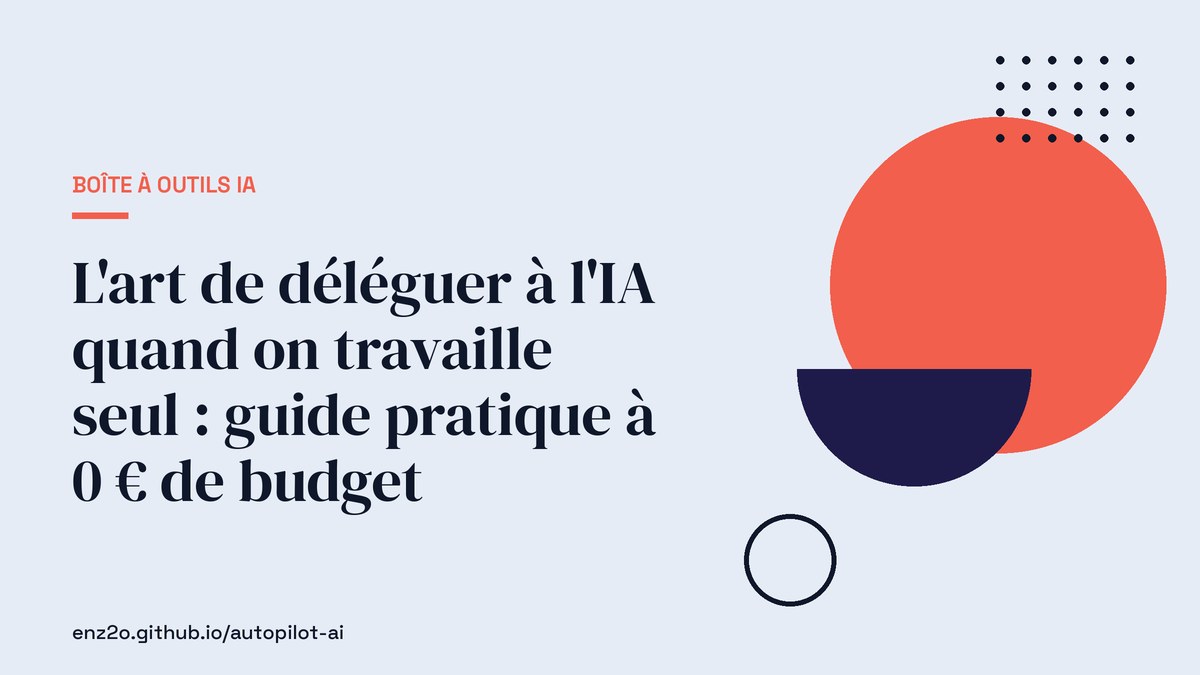 BOÎTE À OUTILS IA
L'art de déléguer à l'IA
quand on travaille
seul : guide pratique à
0 € de budget
enz2o.github.io/autopilot-ai